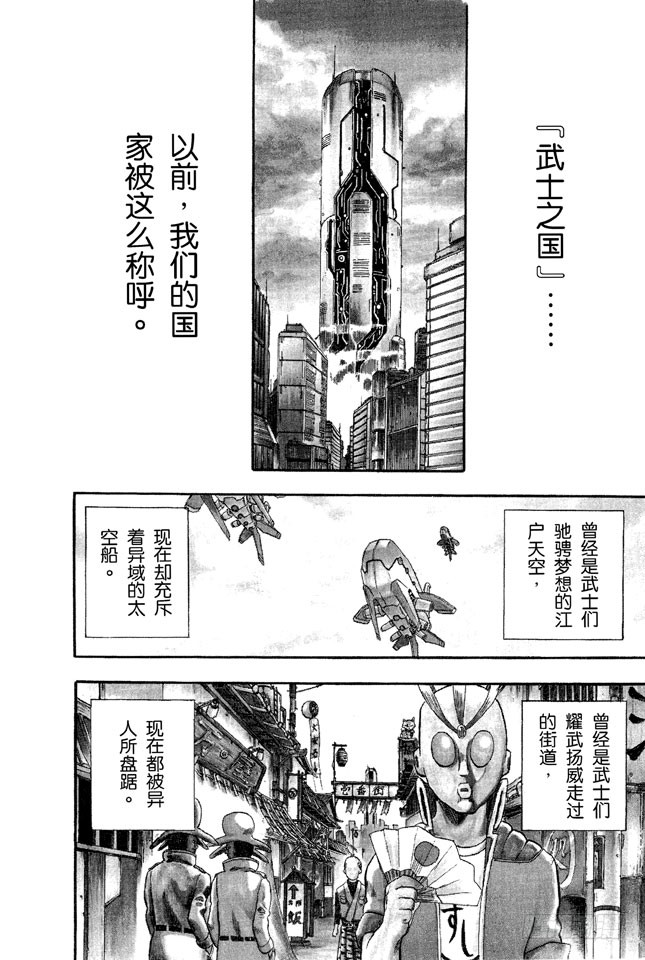 『武士之国』……
以前，我们的国
家被这么称呼。
曾经是武士们
驰骋梦想的江
户天空，
现在却充斥
着异域的太
空船。
曾经是武士们
耀武扬威走过
的街道，
现在都被异
人所盘踞。
すし